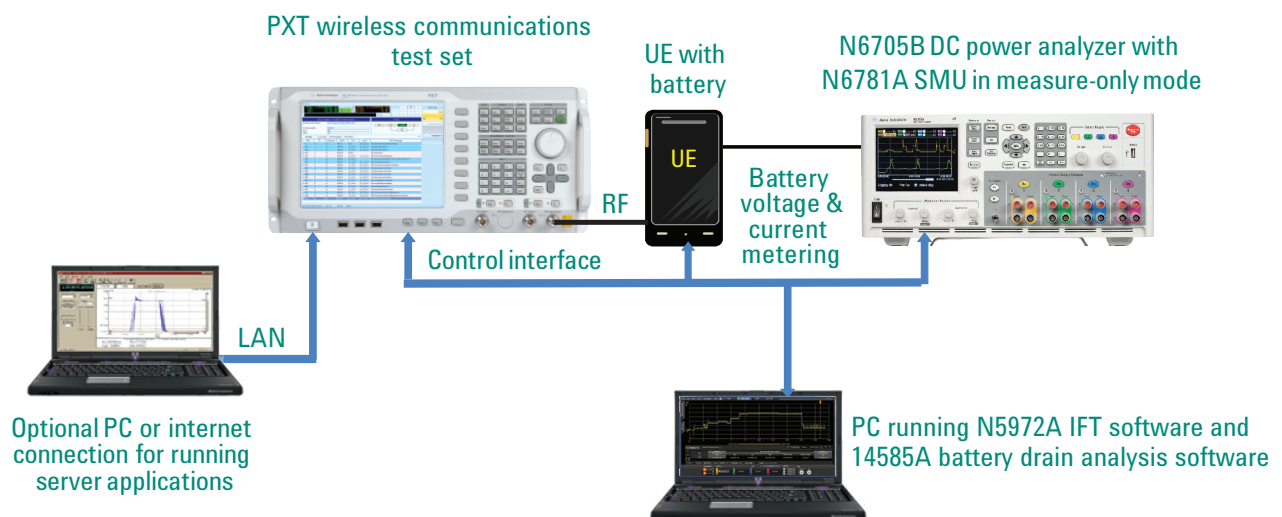 PXT wireless communications
test set
UE with
battery
N6705B DC power analyzer with
N6781A SMU in measure-only mode
UE
RF
Battery
voltage &
current
metering
Control interface
LAN
Optional PC or internet
connection for running
server applications
PC running N5972A IFT software and
14585A battery drain analysis software